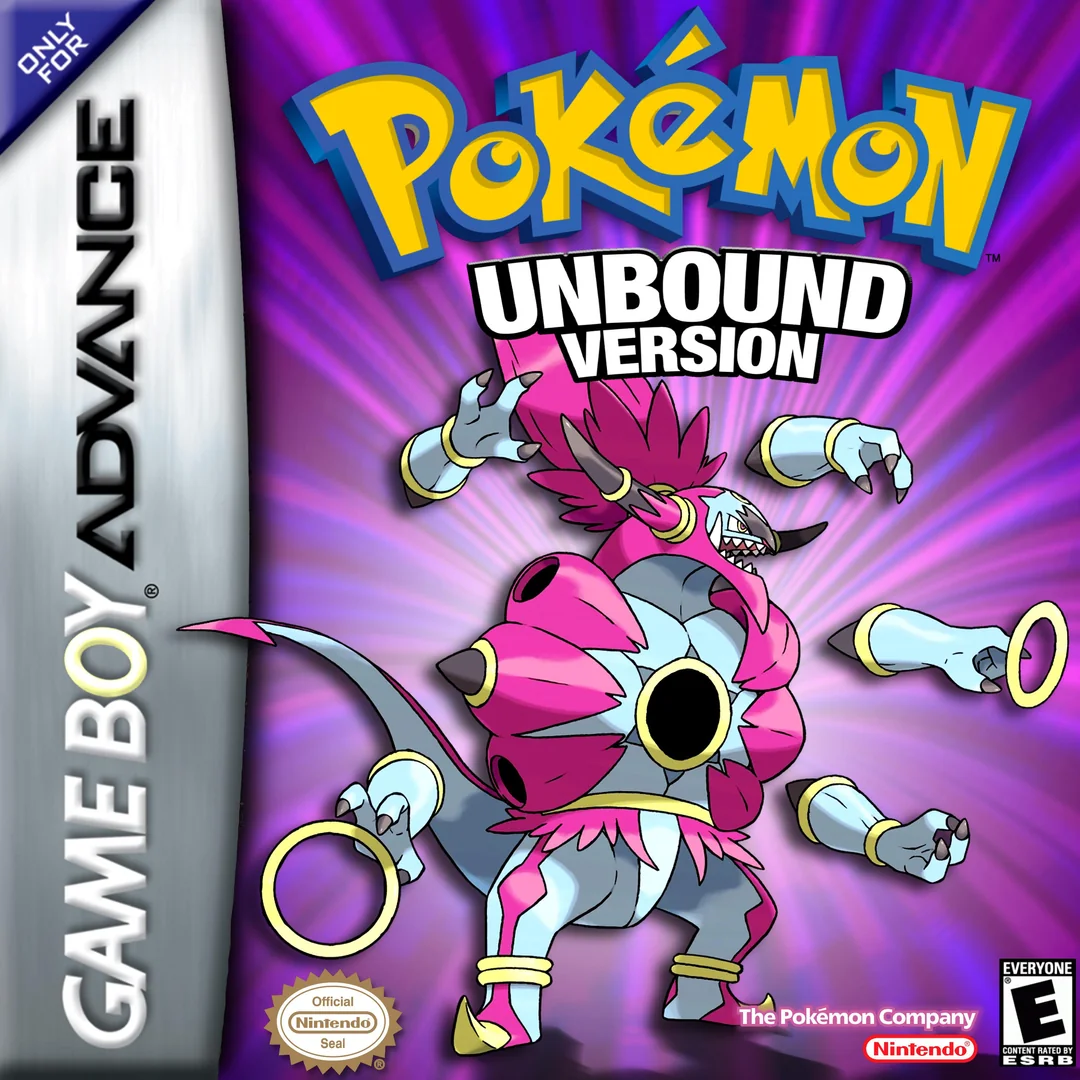 ONLY
FOR
GAME BOY ADVANCE
®
POKéMON
™
UNBOUND
VERSION
Official
Nintendo
Seal
®
The Pokémon Company
Nintendo
EVERYONE
®
E
CONTENT RATED BY
ESRB